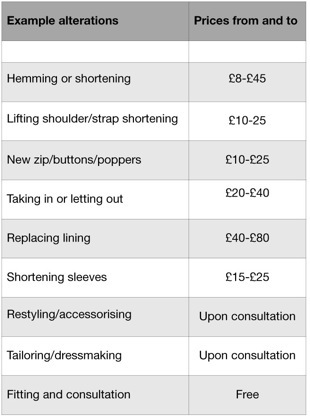 Example alterations Prices from and to
Hemming or shortening £8-£45
Lifting shoulder/strap shortening £10-25
New zip/buttons/poppers £10-£25
Taking in or letting out £20-£40
Replacing lining £40-£80
Shortening sleeves £15-£25
Restyling/accessorising Upon consultation
Tailoring/dressmaking Upon consultation
Fitting and consultation Free